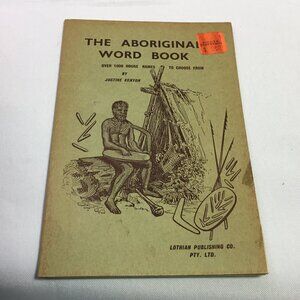 THE ABORIGINAL
WORD BOOK
OVER 1000 HOUSE NAMES TO CHOOSE FROM
BY
JUSTINE KENYON
LOTHIAN PUBLISHING CO.
PTY. LTD.